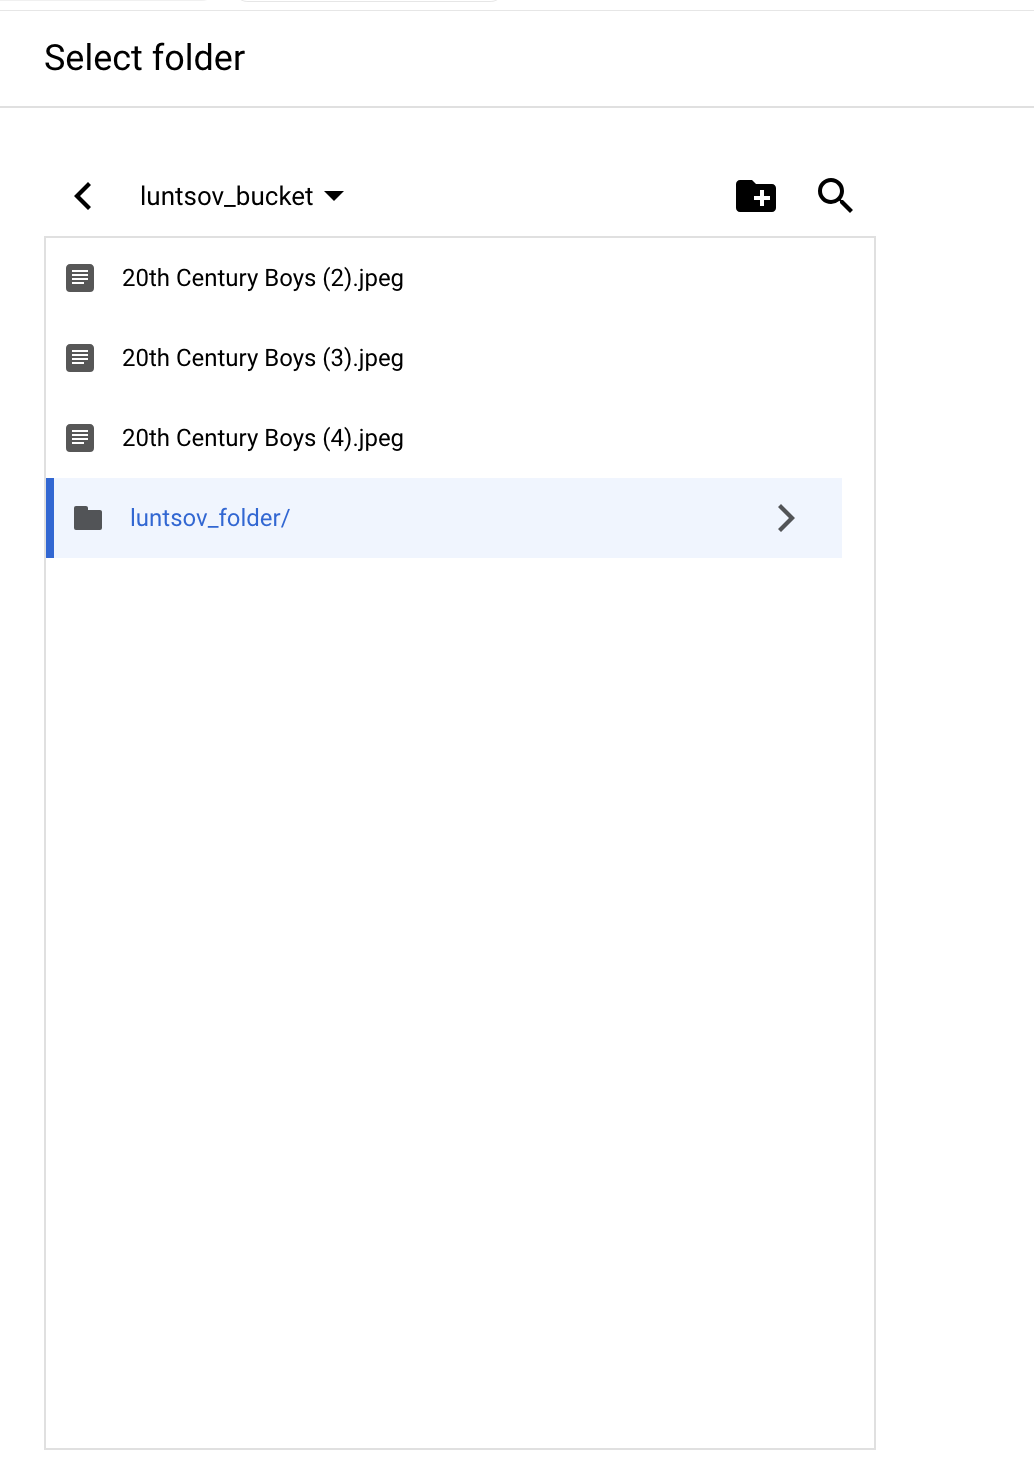 Select folder
luntsov_bucket
20th Century Boys (2).jpeg
20th Century Boys (3).jpeg
20th Century Boys (4).jpeg
luntsov_folder/